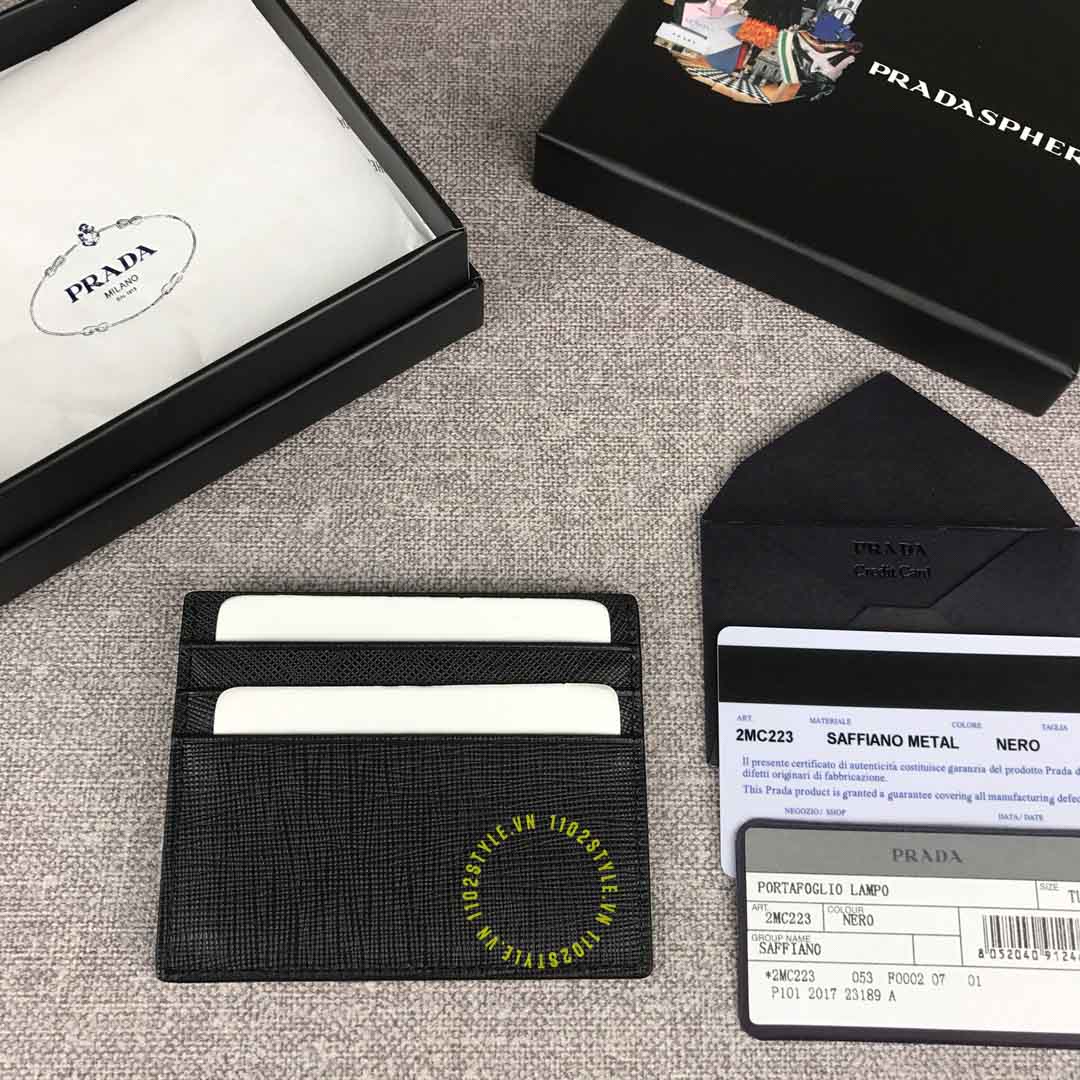 PRADA
MILANO
PRADASPHER
PRADA
Credit Card
ART.
MATERIALE
COLORE
TAGLIA
2MC223
SAFFIANO METAL
NERO
Il presente certificato di autenticità costituisce garanzia del prodotto Prada
difetti originari di fabbricazione.
This Prada product is granted a guarantee covering all manufacturing defec
NEGOZIO/ SHOP
DATA/ DATE
PRADA
PORTAFOGLIO LAMPO
SIZE
ART.
2MC223
COLOUR
NERO
GROUP NAME
SAFFIANO
8 052040 9124
*2MC223 053 F0002 07 01
P101 2017 23189 A
1102STYLE.VN 1102STYLE.VN 1102STYLE.VN